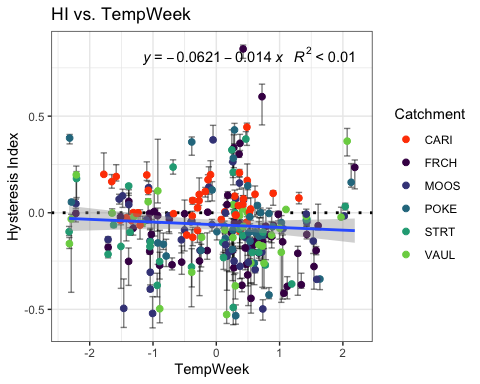 HI vs. TempWeek
y = −0.0621 − 0.014 x R² < 0.01
Hysteresis Index
0.5
0.0
-0.5
-2 -1 0 1 2
TempWeek
Catchment
CARI
FRCH
MOOS
POKE
STRT
VAUL